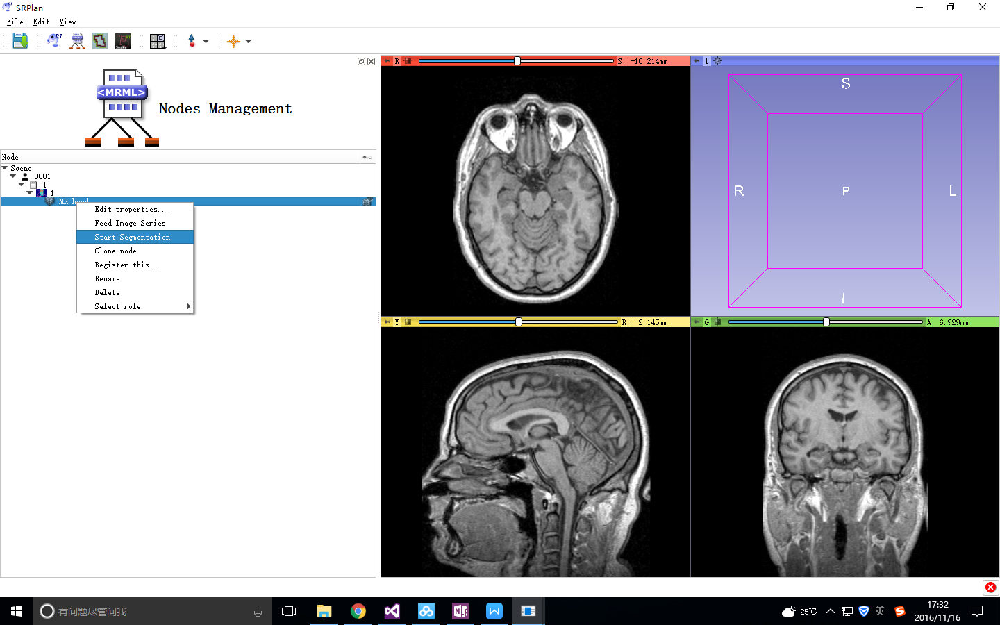 SRPlan
File Edit View
RT
Snake
<MRML>
Nodes Management
Node
Scene
0001
1
1
MR-head
Edit properties...
Feed Image Series
Start Segmentation
Clone node
Register this...
Rename
Delete
Select role
R
S: -10.214mm
1
S
R
P
L
I
Y
R: -2.145mm
G
A: 6.929mm
有问题尽管问我
25℃
英
17:32
2016/11/16